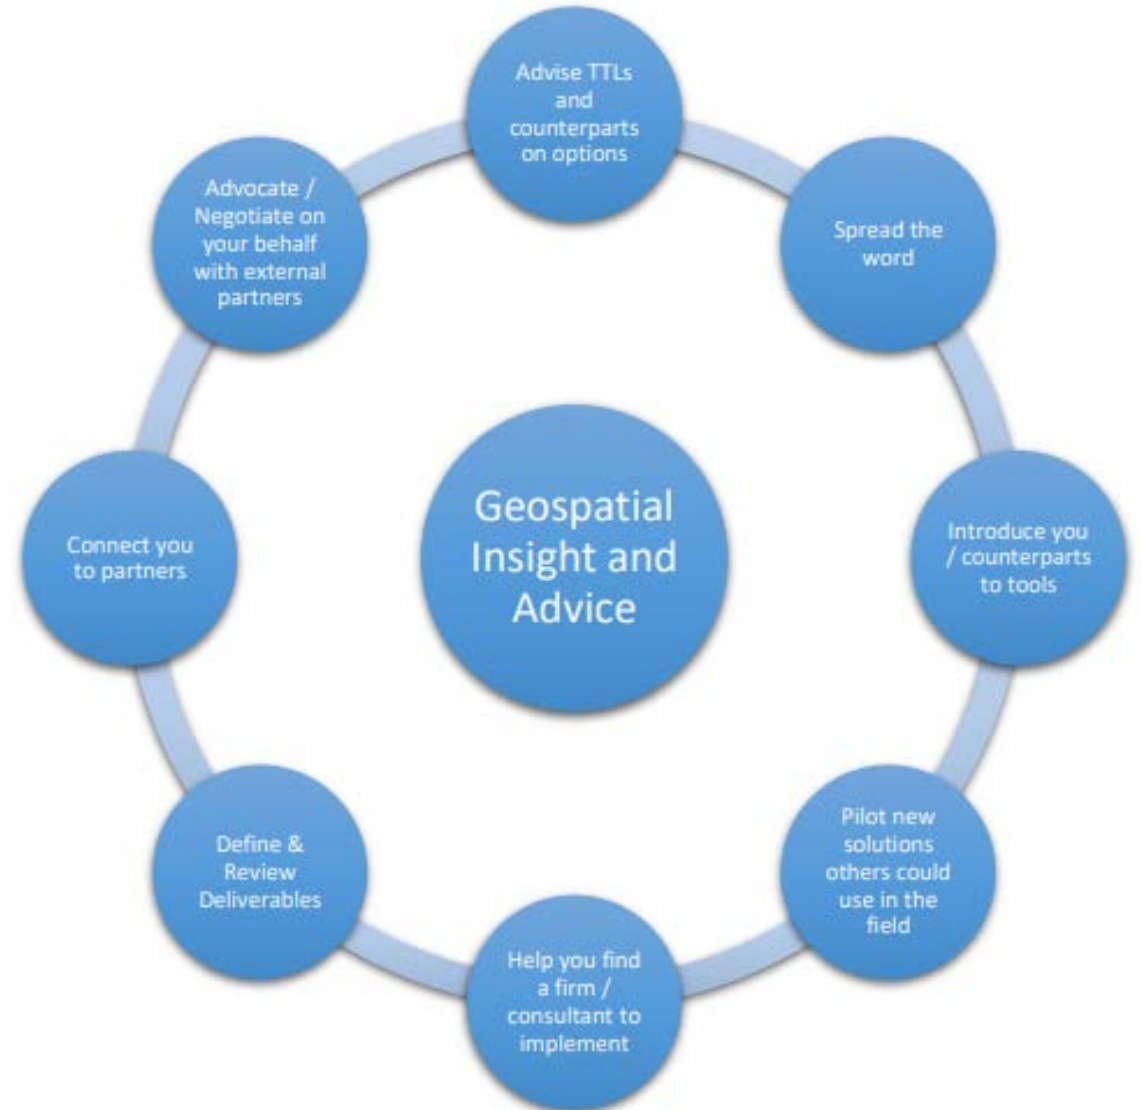 Advise TTLs
and
counterparts
on options
Spread the
word
Introduce you
/ counterparts
to tools
Pilot new
solutions
others could
use in the
field
Help you find
a firm /
consultant to
implement
Define &
Review
Deliverables
Connect you
to partners
Advocate /
Negotiate on
your behalf
with external
partners
Geospatial
Insight and
Advice